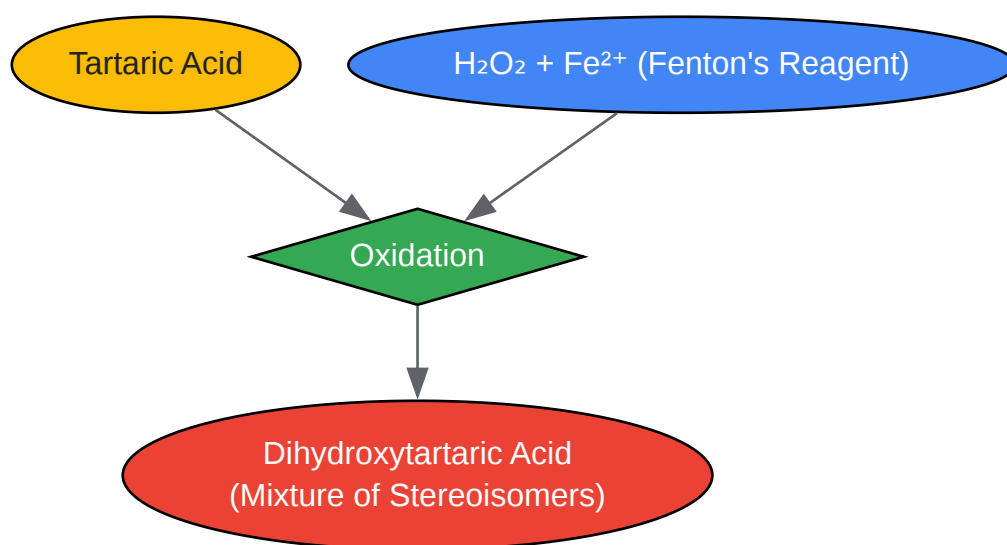 Tartaric Acid
H₂O₂ + Fe²⁺ (Fenton's Reagent)
Oxidation
Dihydroxytartaric Acid
(Mixture of Stereoisomers)